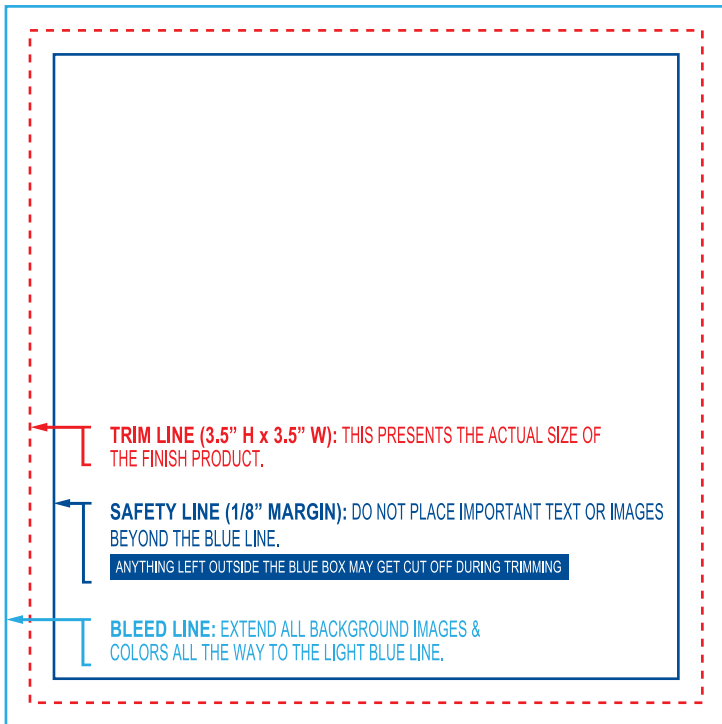 TRIM LINE (3.5” H x 3.5” W): THIS PRESENTS THE ACTUAL SIZE OF
THE FINISH PRODUCT.
SAFETY LINE (1/8” MARGIN): DO NOT PLACE IMPORTANT TEXT OR IMAGES
BEYOND THE BLUE LINE.
ANYTHING LEFT OUTSIDE THE BLUE BOX MAY GET CUT OFF DURING TRIMMING
BLEED LINE: EXTEND ALL BACKGROUND IMAGES &
COLORS ALL THE WAY TO THE LIGHT BLUE LINE.